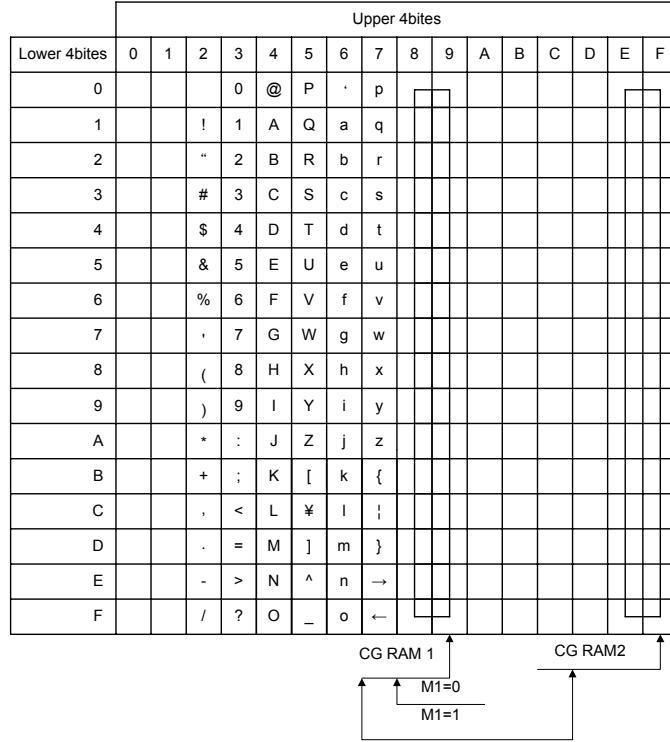 Upper 4bites
Lower 4bites 0 1 2 3 4 5 6 7 8 9 A B C D E F
0 0 @ P ‘ p
1 ! 1 A Q a q
2 “ 2 B R b r
3 # 3 C S c s
4 $ 4 D T d t
5 & 5 E U e u
6 % 6 F V f v
7 ' 7 G W g w
8 ( 8 H X h x
9 ) 9 I Y i y
A * : J Z j z
B + ; K [ k {
C , < L ¥ l ¦
D . = M ] m }
E - > N ^ n →
F / ? O _ o ←
CG RAM 1 CG RAM2
M1=0
M1=1